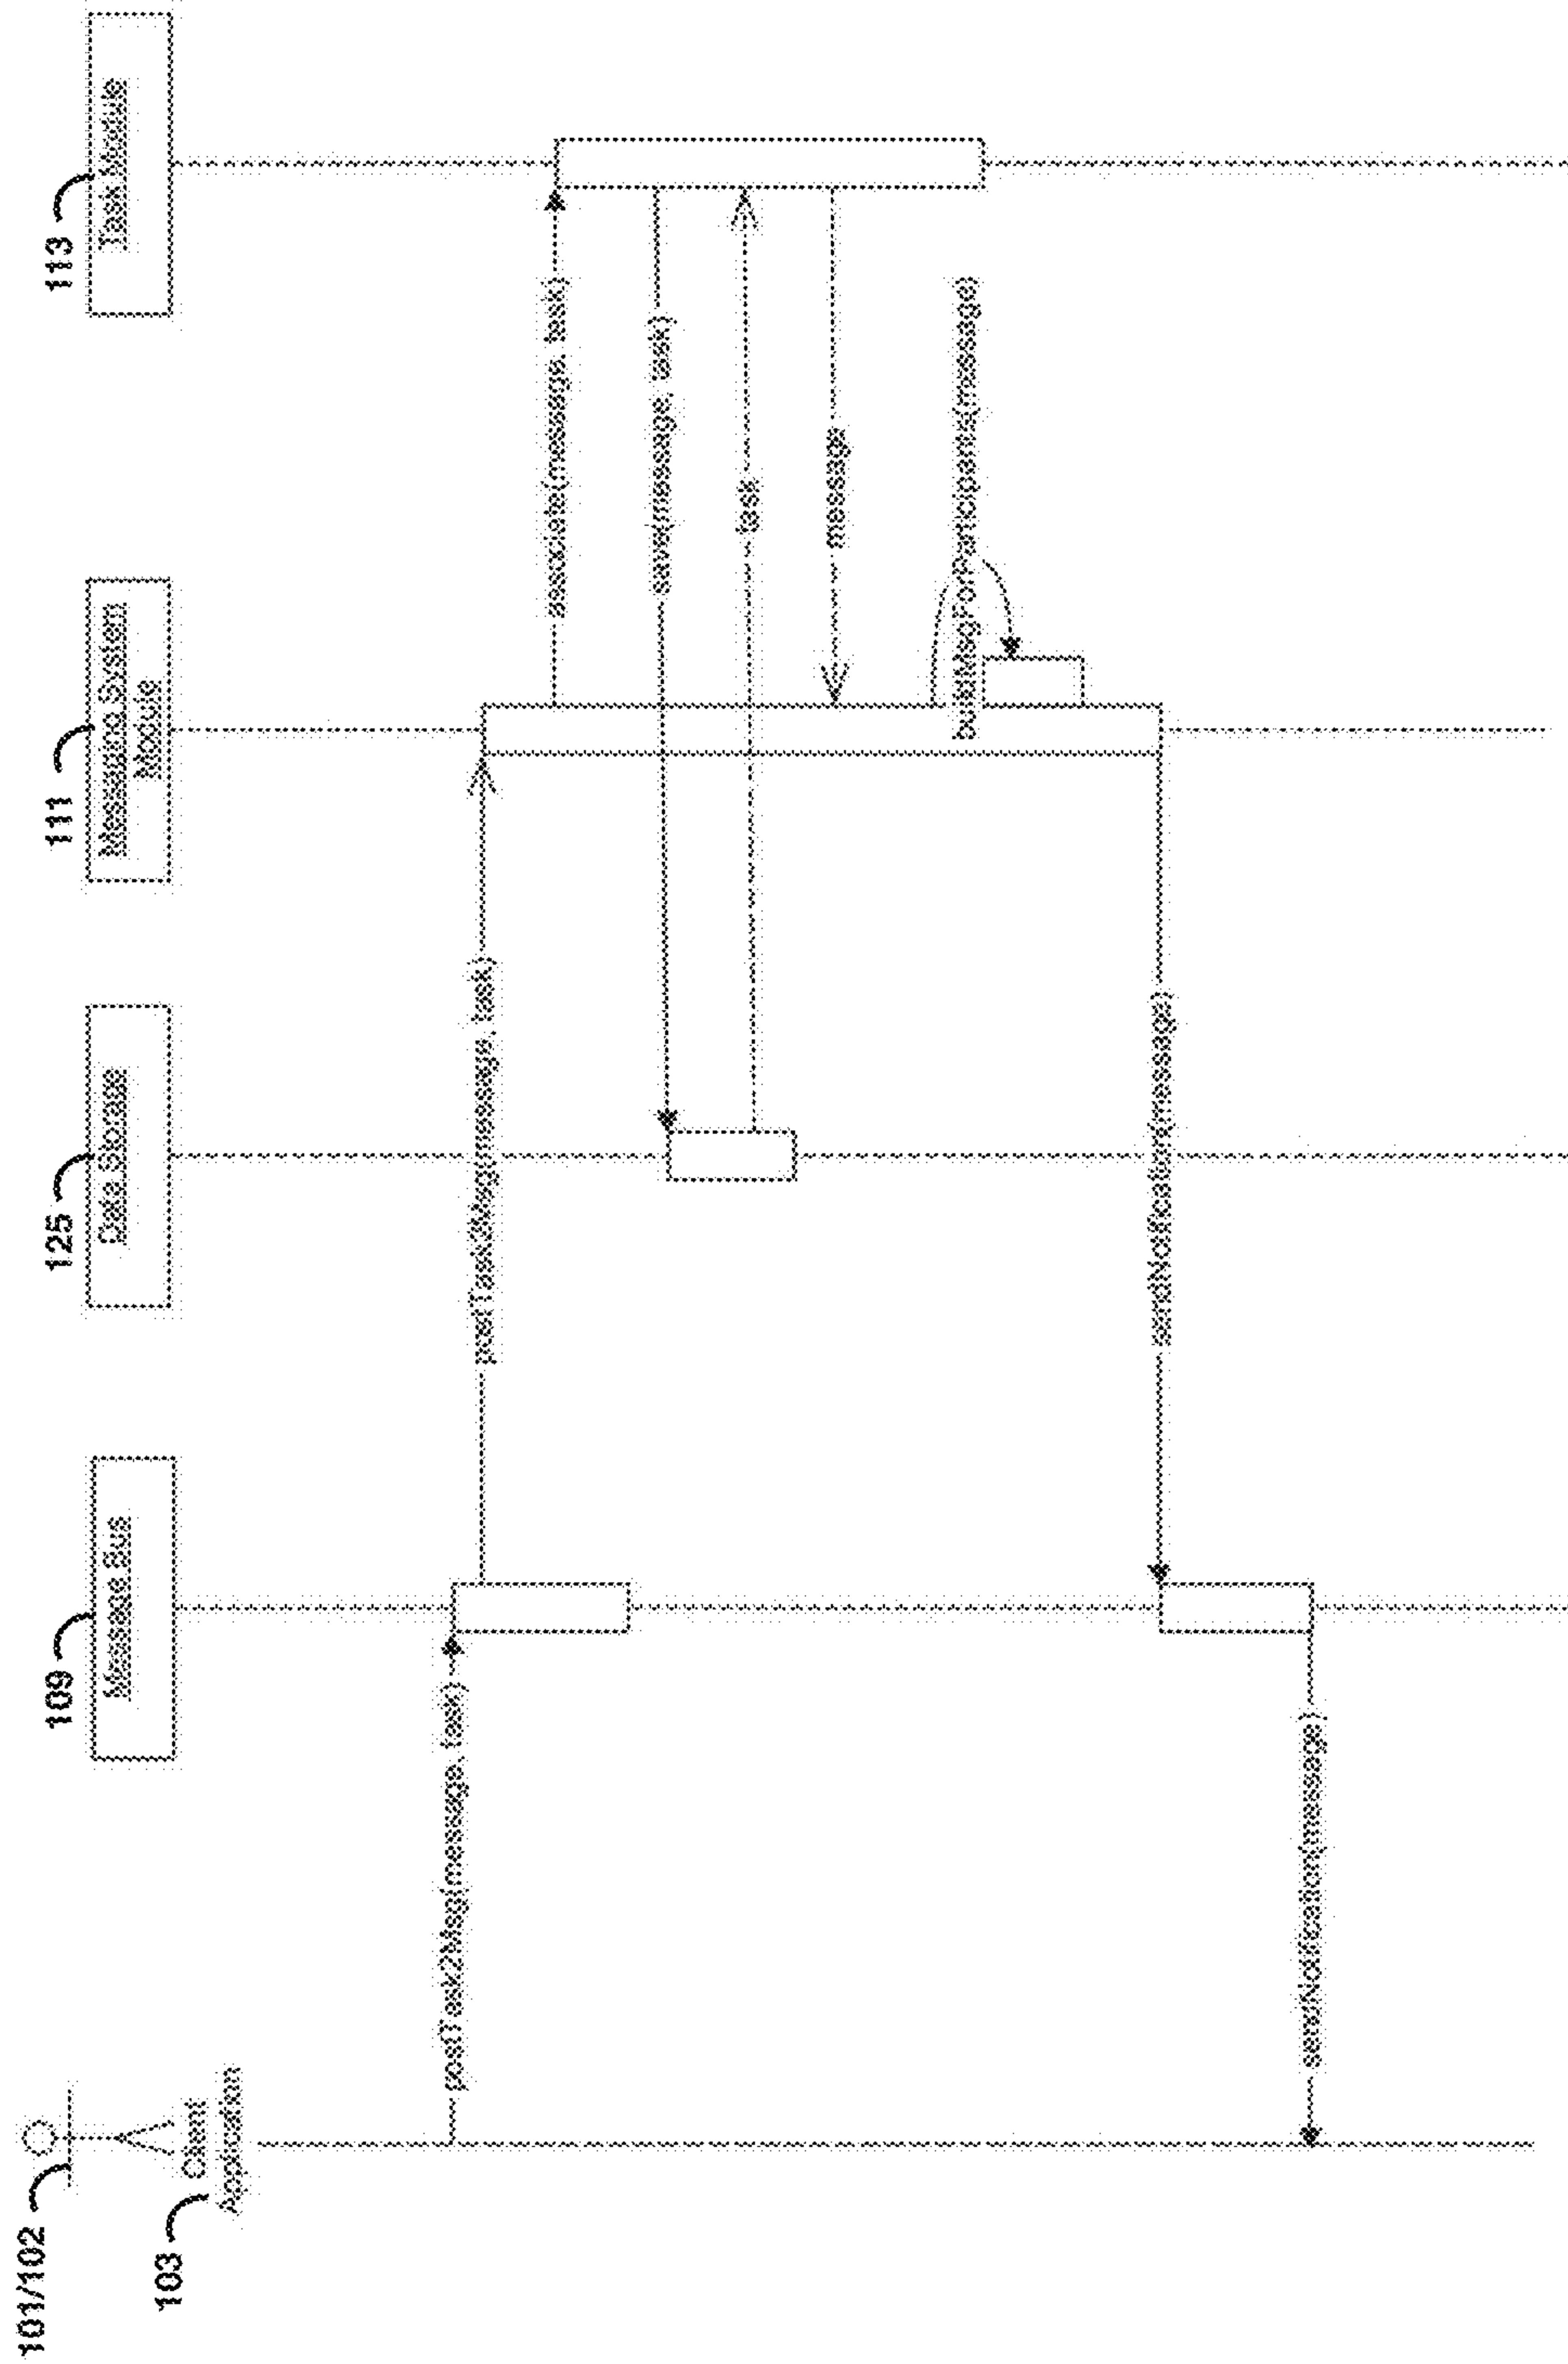 101/102
103
Client
Application
109
Message Bus
125
Data Storage
111
Messaging System
Module
113
Task Module
postTask2Msg(message, task)
postTask2Msg(message, task)
associate(message, task)
save(message, task)
task
message
buildMsgForParticipants(message)
sendNotification(message)
sendNotification(message)